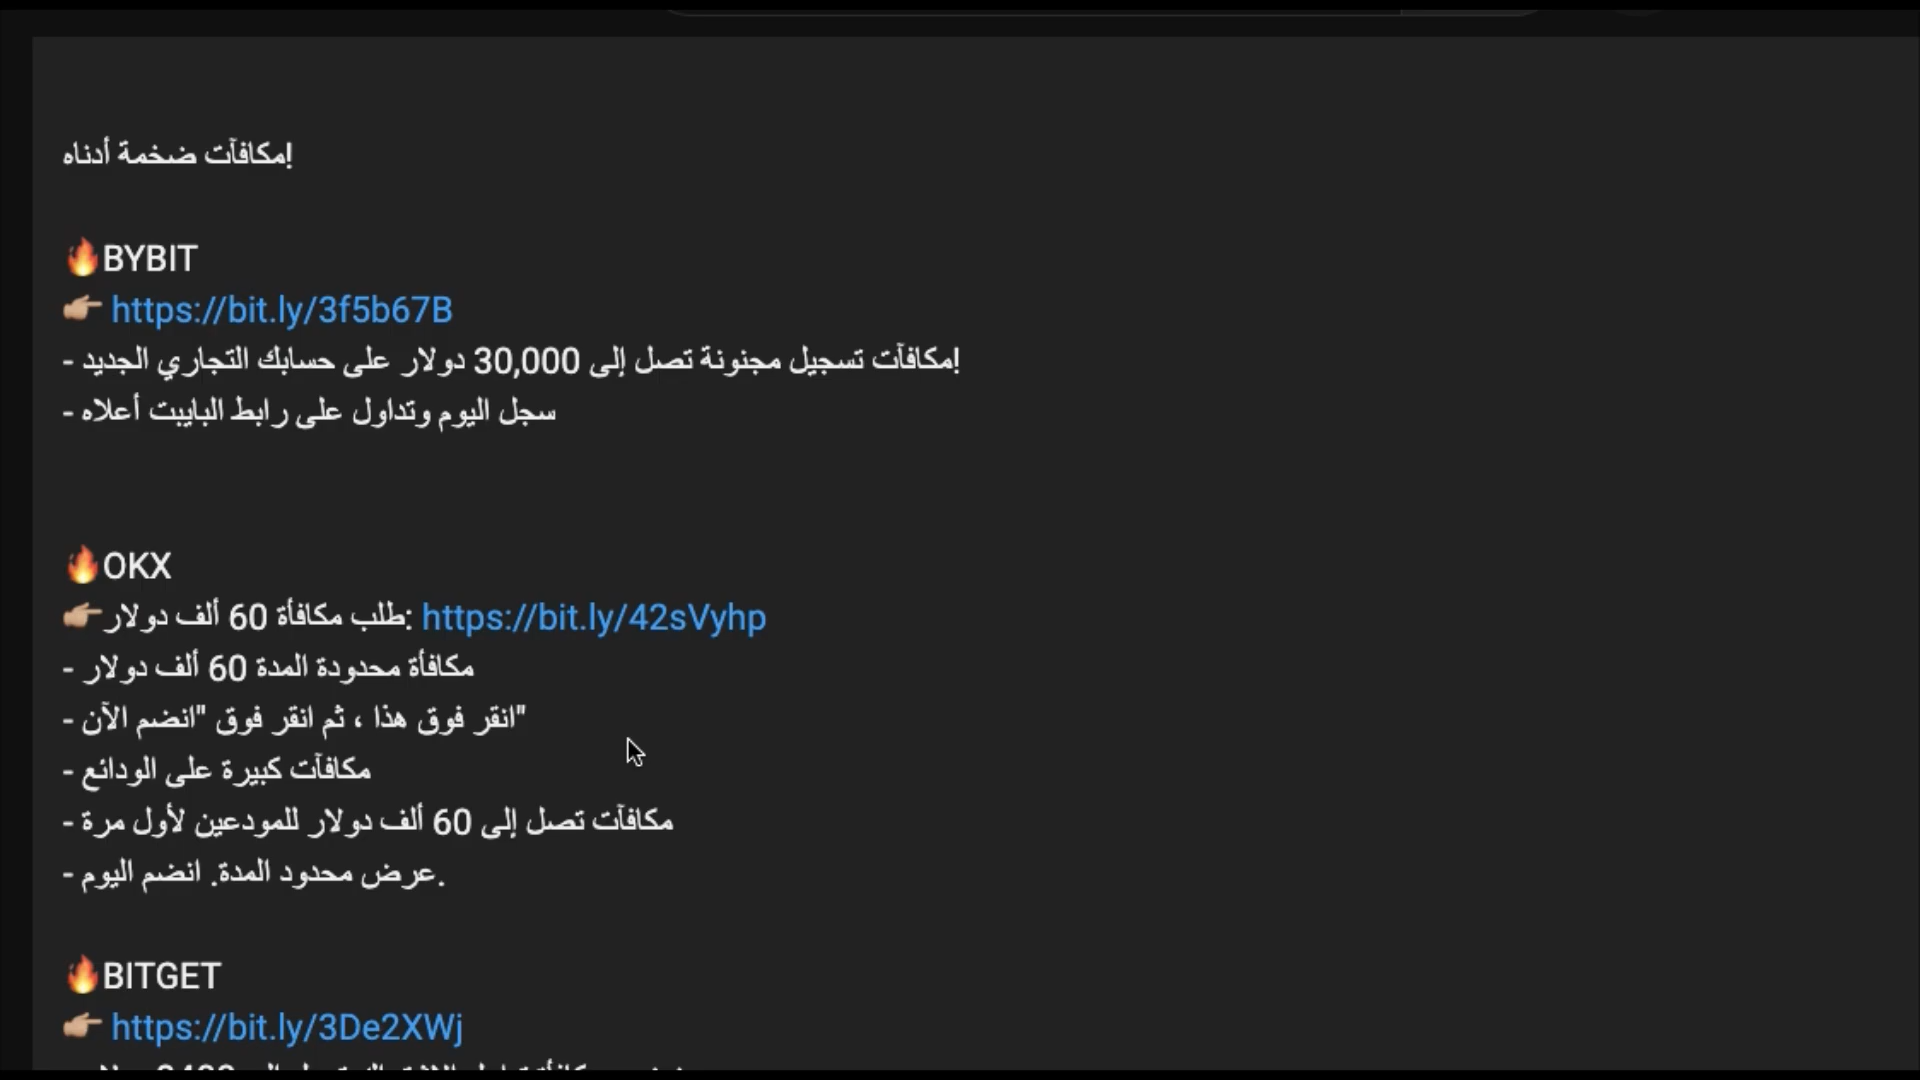 مكافآت ضخمة أدناه!
🔥BYBIT
👉🏼 https://bit.ly/3f5b67B
- مكافآت تسجيل مجنونة تصل إلى 30,000 دولار على حسابك التجاري الجديد!
- سجل اليوم وتداول على رابط البايبت أعلاه
🔥OKX
👉🏼طلب مكافأة 60 ألف دولار: https://bit.ly/42sVyhp
- مكافأة محدودة المدة 60 ألف دولار
- انقر فوق هذا ، ثم انقر فوق "انضم الآن"
- مكافآت كبيرة على الودائع
- مكافآت تصل إلى 60 ألف دولار للمودعين لأول مرة
- عرض محدود المدة. انضم اليوم.
🔥BITGET
👉🏼 https://bit.ly/3De2XWj